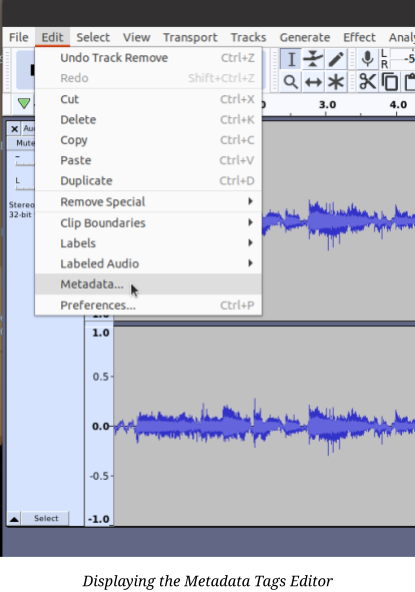 File Edit Select View Transport Tracks Generate Effect Analy
Undo Track Remove Ctrl+Z
Redo Shift+Ctrl+Z
Cut Ctrl+X
Delete Ctrl+K
Copy Ctrl+C
Paste Ctrl+V
Duplicate Ctrl+D
Remove Special
Clip Boundaries
Labels
Labeled Audio
Metadata...
Preferences... Ctrl+P
L
R
-5
3.0 4.0
Mute
L
Stereo
32-bit
1.0
0.5-
0.0-
-0.5-
-1.0
Select
Displaying the Metadata Tags Editor